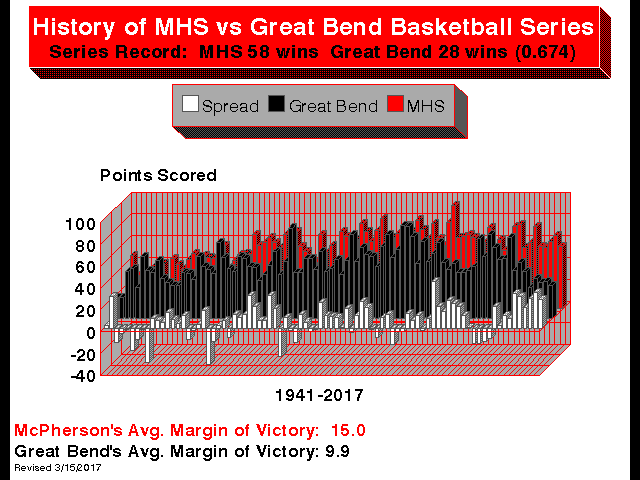 History of MHS vs Great Bend Basketball Series
Series Record:  MHS 58 wins  Great Bend 28 wins (0.674)
Spread Great Bend MHS
Points Scored
100
80
60
40
20
0
-20
-40
1941-2017
McPherson's Avg. Margin of Victory:  15.0
Great Bend's Avg. Margin of Victory: 9.9
Revised 3/15/2017